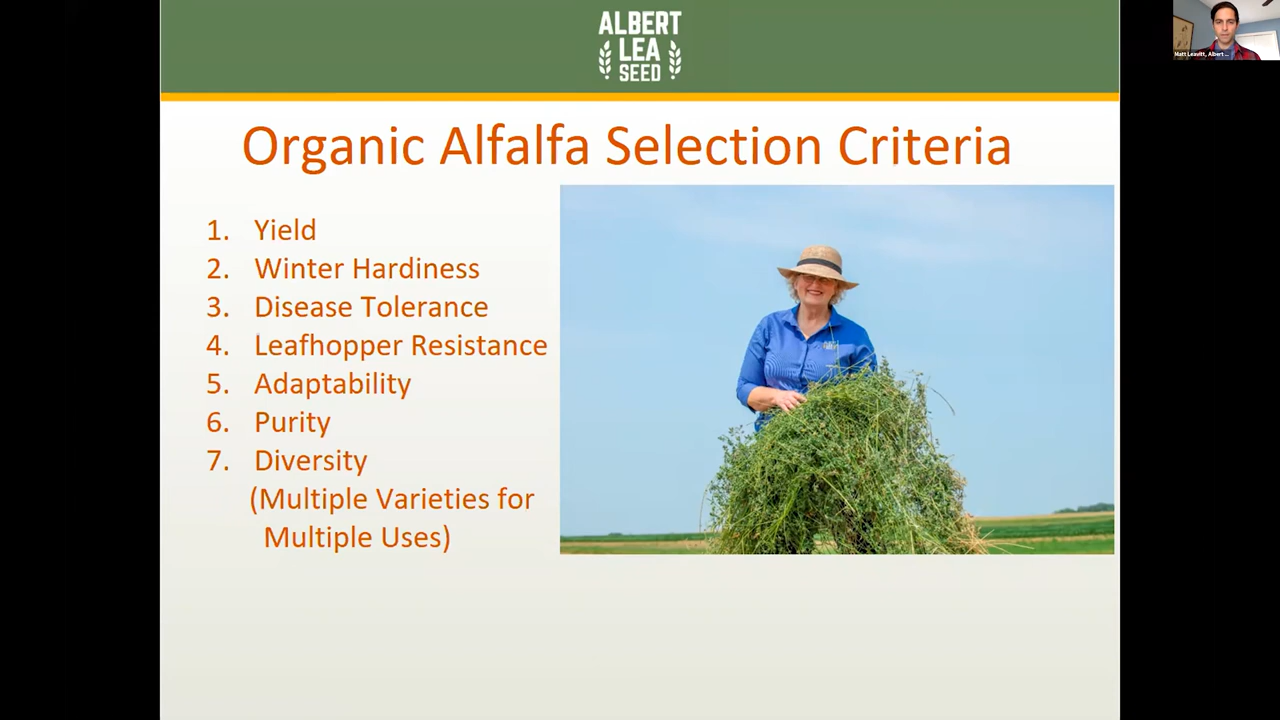 ALBERT
LEA
SEED
Matt Leavitt, Albert ...
Organic Alfalfa Selection Criteria
1. Yield
2. Winter Hardiness
3. Disease Tolerance
4. Leafhopper Resistance
5. Adaptability
6. Purity
7. Diversity
(Multiple Varieties for
Multiple Uses)